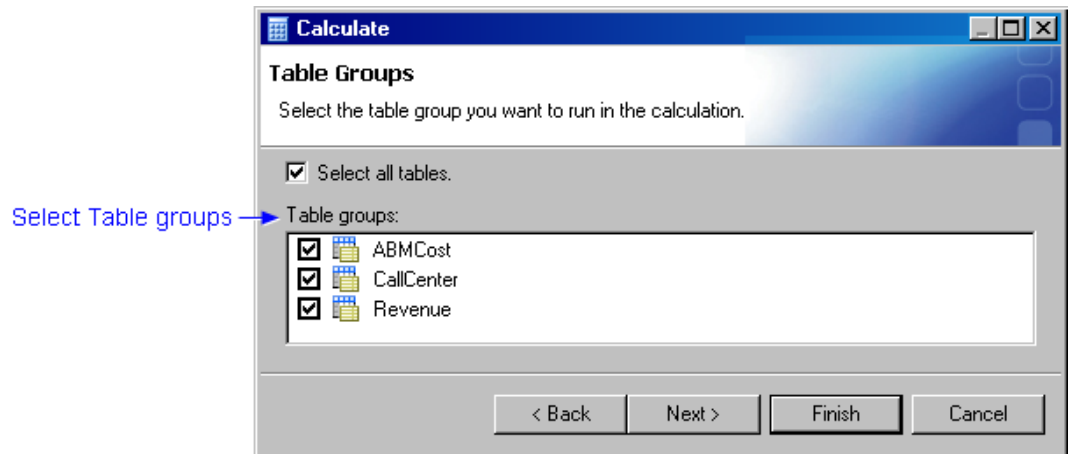 Calculate
Table Groups
Select the table group you want to run in the calculation.
Select all tables.
Select Table groups
Table groups:
ABMCost
CallCenter
Revenue
< Back Next > Finish Cancel